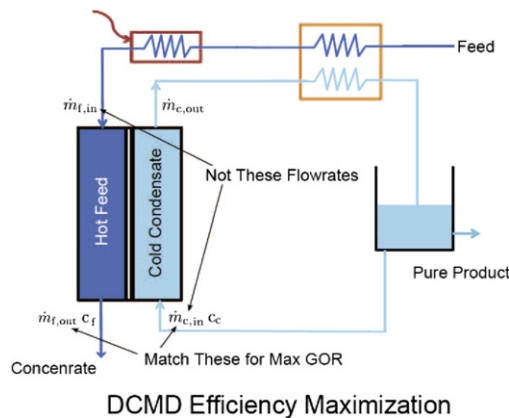 Feed
ṁf,in
ṁc,out
Not These Flowrates
Hot Feed
Cold Condensate
Pure Product
ṁf,out cf
ṁc,in cc
Match These for Max GOR
Concenrate
DCMD Efficiency Maximization